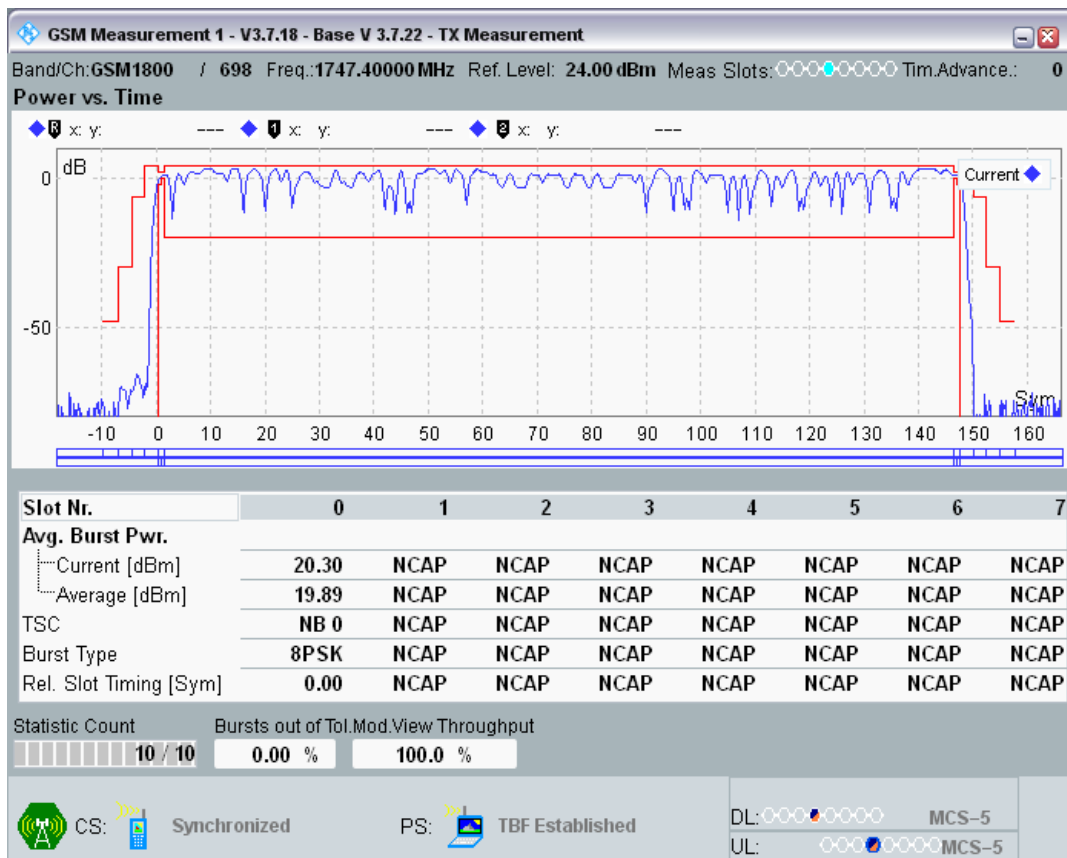 GSM Measurement 1 - V3.7.18 - Base V 3.7.22 - TX Measurement
Band/Ch:GSM1800 / 698 Freq.:1747.40000 MHz Ref. Level: 24.00 dBm Meas Slots: Tim.Advance.: 0
Power vs. Time
R x: y: --- 1 x: y: --- 2 x: y: ---
dB
Current
0
-50
Sym
-10 0 10 20 30 40 50 60 70 80 90 100 110 120 130 140 150 160
Slot Nr. 0 1 2 3 4 5 6 7
Avg. Burst Pwr.
Current [dBm] 20.30 NCAP NCAP NCAP NCAP NCAP NCAP NCAP
Average [dBm] 19.89 NCAP NCAP NCAP NCAP NCAP NCAP NCAP
TSC NB 0 NCAP NCAP NCAP NCAP NCAP NCAP NCAP
Burst Type 8PSK NCAP NCAP NCAP NCAP NCAP NCAP NCAP
Rel. Slot Timing [Sym] 0.00 NCAP NCAP NCAP NCAP NCAP NCAP NCAP
Statistic Count Bursts out of Tol.Mod.View Throughput
10 / 10 0.00 % 100.0 %
CS: Synchronized PS: TBF Established
DL: MCS-5
UL: MCS-5